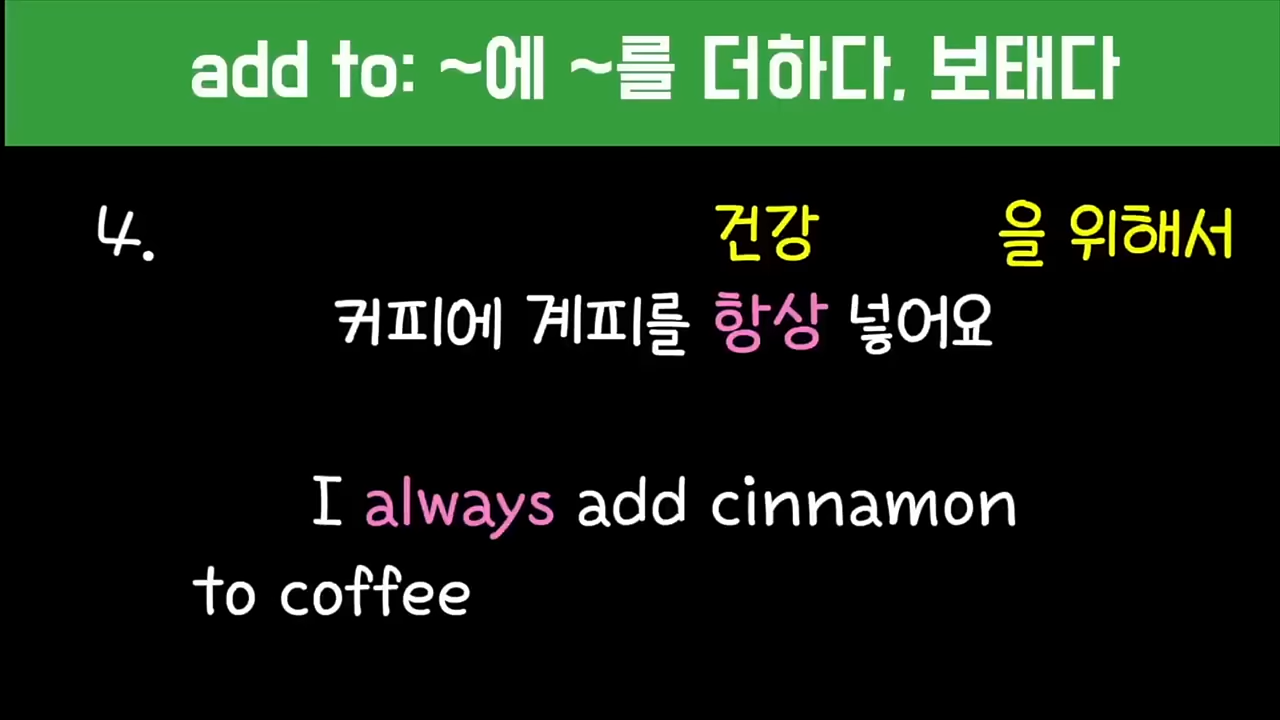 add to: ~에 ~를 더하다, 보태다
4. 건강 을 위해서
커피에 계피를 항상 넣어요
I always add cinnamon
to coffee